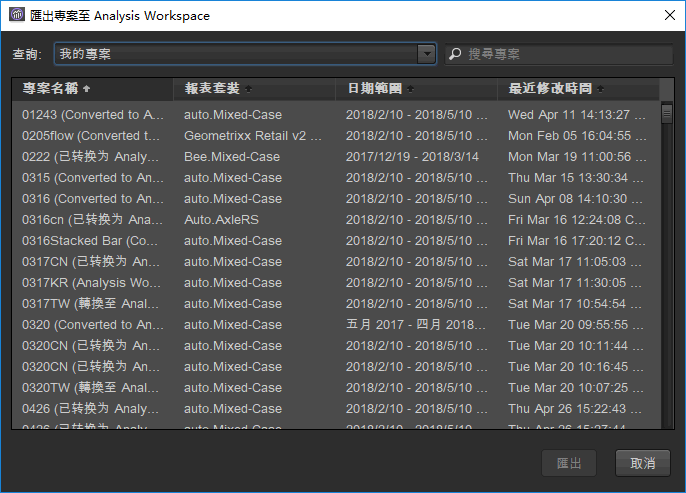 匯出專案至 Analysis Workspace
查詢: 我的專案 搜尋專案
專案名稱 報表套裝 日期範圍 最近修改時間
01243 (Converted to A... auto.Mixed-Case 2018/2/10 - 2018/5/10 ... Wed Apr 11 14:13:27 ...
0205flow (Converted t... Geometrixx Retail v2 ... 2018/2/10 - 2018/5/10 ... Mon Feb 05 16:04:55 ...
0222 (已转换为 Analy... Bee.Mixed-Case 2017/12/19 - 2018/3/14 Mon Mar 19 11:00:56 ...
0315 (Converted to An... auto.Mixed-Case 2018/2/10 - 2018/5/10 ... Thu Mar 15 13:30:34 ...
0316 (Converted to An... auto.Mixed-Case 2018/2/10 - 2018/5/10 ... Sun Apr 08 14:10:30 ...
0316cn (已转换为 Ana... Auto.AxleRS 2018/2/10 - 2018/5/10 ... Fri Mar 16 12:24:08 C...
0316Stacked Bar (Co... auto.Mixed-Case 2018/2/10 - 2018/5/10 ... Fri Mar 16 17:20:12 C...
0317CN (已转换为 An... auto.Mixed-Case 2018/2/10 - 2018/5/10 ... Sat Mar 17 11:05:03 ...
0317KR (Analysis Wo... auto.Mixed-Case 2018/2/10 - 2018/5/10 ... Sat Mar 17 11:30:05 ...
0317TW (轉換至 Anal... auto.Mixed-Case 2018/2/10 - 2018/5/10 ... Sat Mar 17 10:54:54 ...
0320 (Converted to An... auto.Mixed-Case 五月 2017 - 四月 2018... Tue Mar 20 09:55:55 ...
0320CN (已转换为 An... auto.Mixed-Case 2018/2/10 - 2018/5/10 ... Tue Mar 20 10:11:44 ...
0320CN (已转换为 An... auto.Mixed-Case 2018/2/10 - 2018/5/10 ... Tue Mar 20 10:16:45 ...
0320TW (轉換至 Anal... auto.Mixed-Case 2018/2/10 - 2018/5/10 ... Tue Mar 20 10:07:25 ...
0426 (已转换为 Analy... auto.Mixed-Case 2018/2/10 - 2018/5/10 ... Thu Apr 26 15:22:43 ...
0426 (已转换为 Analy... auto.Mixed-Case 2018/2/10 - 2018/5/10 ... Thu Apr 26 15:27:44 ...
匯出 取消